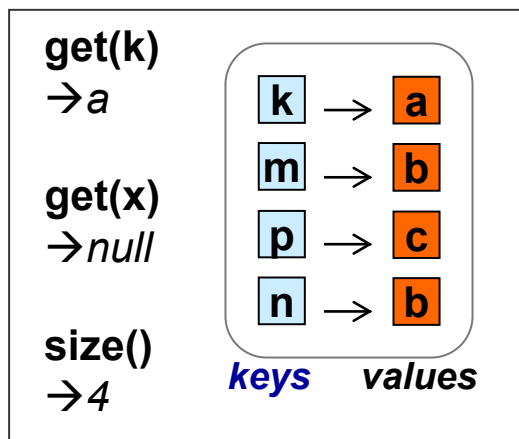 get(k)
→a
get(x)
→null
size()
→4
k → a
m → b
p → c
n → b
keys values